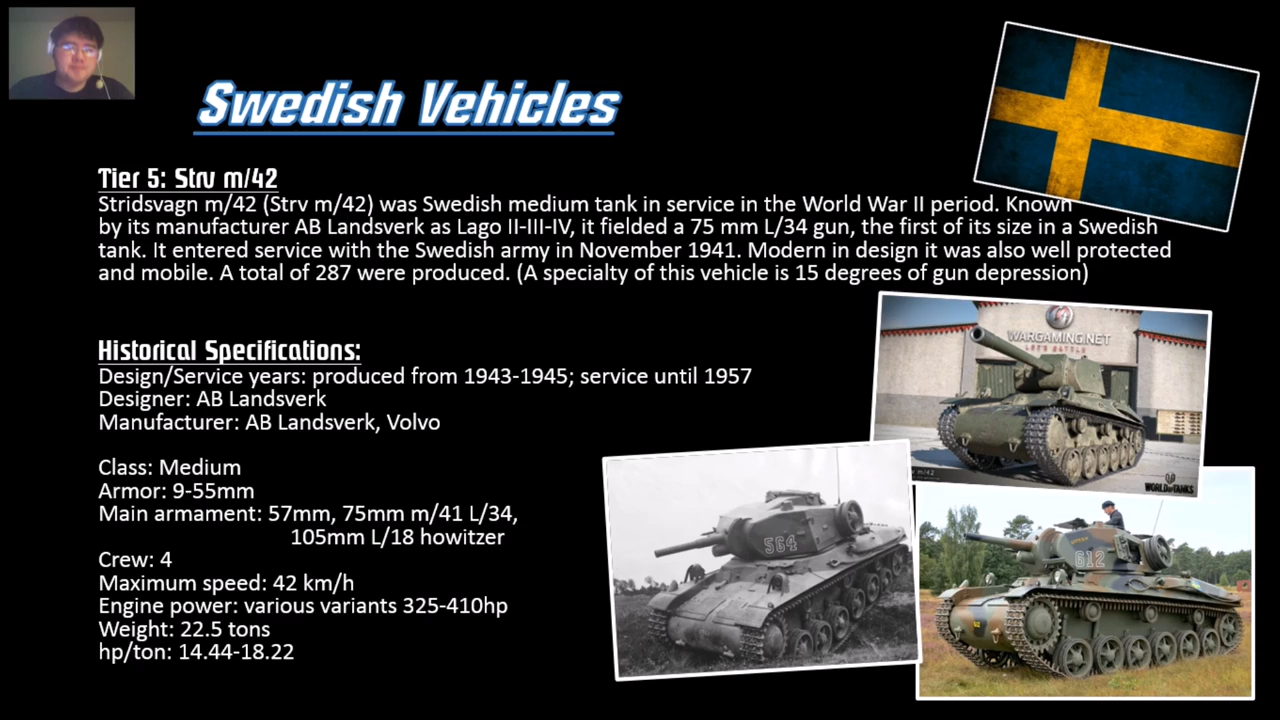 Swedish Vehicles
Tier 5: Strv m/42
Stridsvagn m/42 (Strv m/42) was Swedish medium tank in service in the World War II period. Known
by its manufacturer AB Landsverk as Lago II-III-IV, it fielded a 75 mm L/34 gun, the first of its size in a Swedish
tank. It entered service with the Swedish army in November 1941. Modern in design it was also well protected
and mobile. A total of 287 were produced. (A specialty of this vehicle is 15 degrees of gun depression)
WARGAMING.NET
LET'S BATTLE
Historical Specifications:
Design/Service years: produced from 1943-1945; service until 1957
Designer: AB Landsverk
Manufacturer: AB Landsverk, Volvo
Class: Medium
Armor: 9-55mm
Main armament: 57mm, 75mm m/41 L/34,
105mm L/18 howitzer
Crew: 4
Maximum speed: 42 km/h
Engine power: various variants 325-410hp
Weight: 22.5 tons
hp/ton: 14.44-18.22
m/42
WORLD OF TANKS
564
612